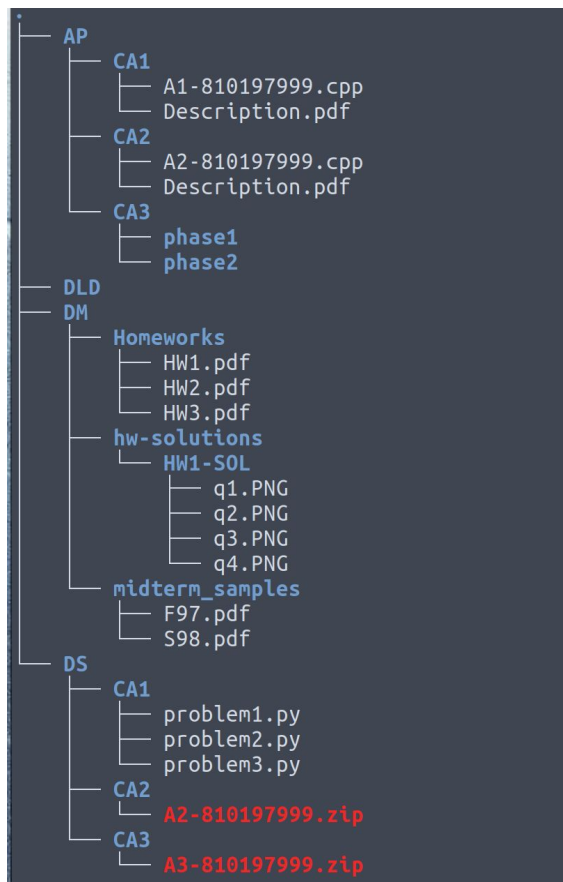 .
AP
CA1
A1-810197999.cpp
Description.pdf
CA2
A2-810197999.cpp
Description.pdf
CA3
phase1
phase2
DLD
DM
Homeworks
HW1.pdf
HW2.pdf
HW3.pdf
hw-solutions
HW1-SOL
q1.PNG
q2.PNG
q3.PNG
q4.PNG
midterm_samples
F97.pdf
S98.pdf
DS
CA1
problem1.py
problem2.py
problem3.py
CA2
A2-810197999.zip
CA3
A3-810197999.zip